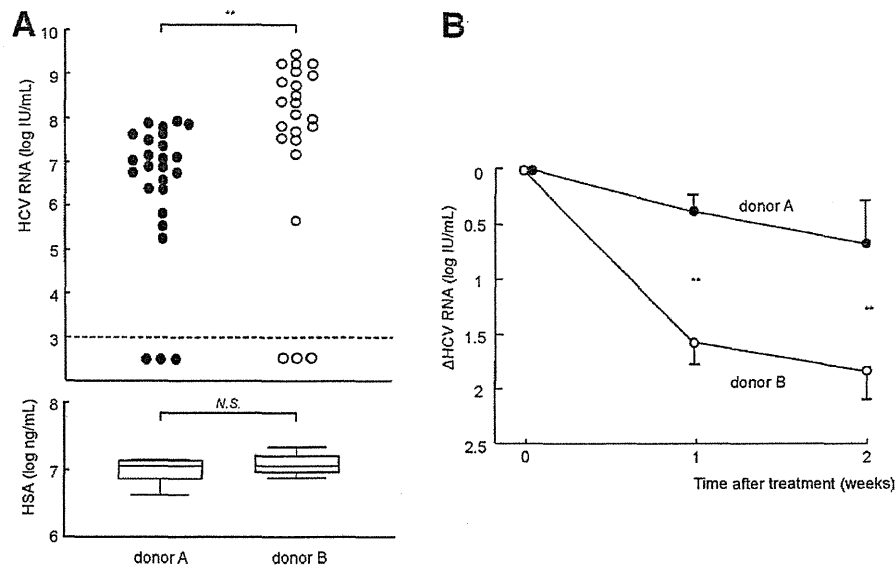 A
**
HCV RNA (log IU/mL)
10
9
8
7
6
5
4
3
N.S.
HSA (log ng/mL)
8
7
6
donor A
donor B
B
ΔHCV RNA (log IU/mL)
0
0.5
1
1.5
2
2.5
donor A
**
**
donor B
0
1
2
Time after treatment (weeks)